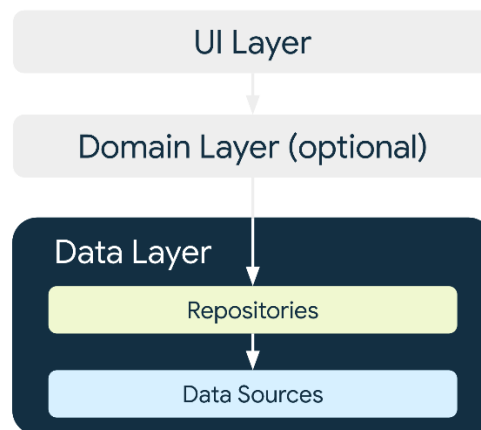 UI Layer
Domain Layer (optional)
Data Layer
Repositories
Data Sources